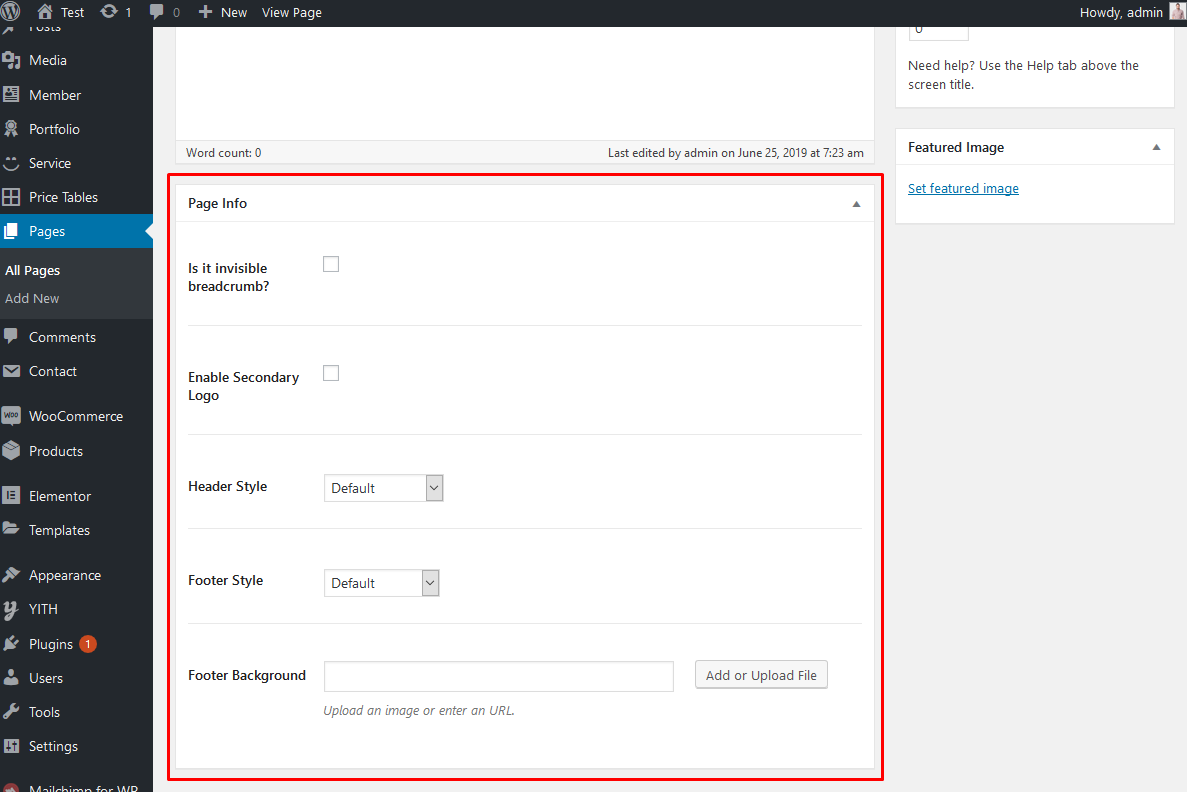 Test
1
0
New
View Page
Howdy, admin
Posts
Media
Member
Portfolio
Service
Price Tables
Pages
All Pages
Add New
Comments
Contact
WOO
WooCommerce
Products
Elementor
Templates
Appearance
YITH
Plugins 1
Users
Tools
Settings
Mailchimp for WP
Word count: 0
Last edited by admin on June 25, 2019 at 7:23 am
Page Info
Is it invisible
breadcrumb?
Enable Secondary
Logo
Header Style
Default
Footer Style
Default
Footer Background
Add or Upload File
Upload an image or enter an URL.
0
Need help? Use the Help tab above the
screen title.
Featured Image
Set featured image